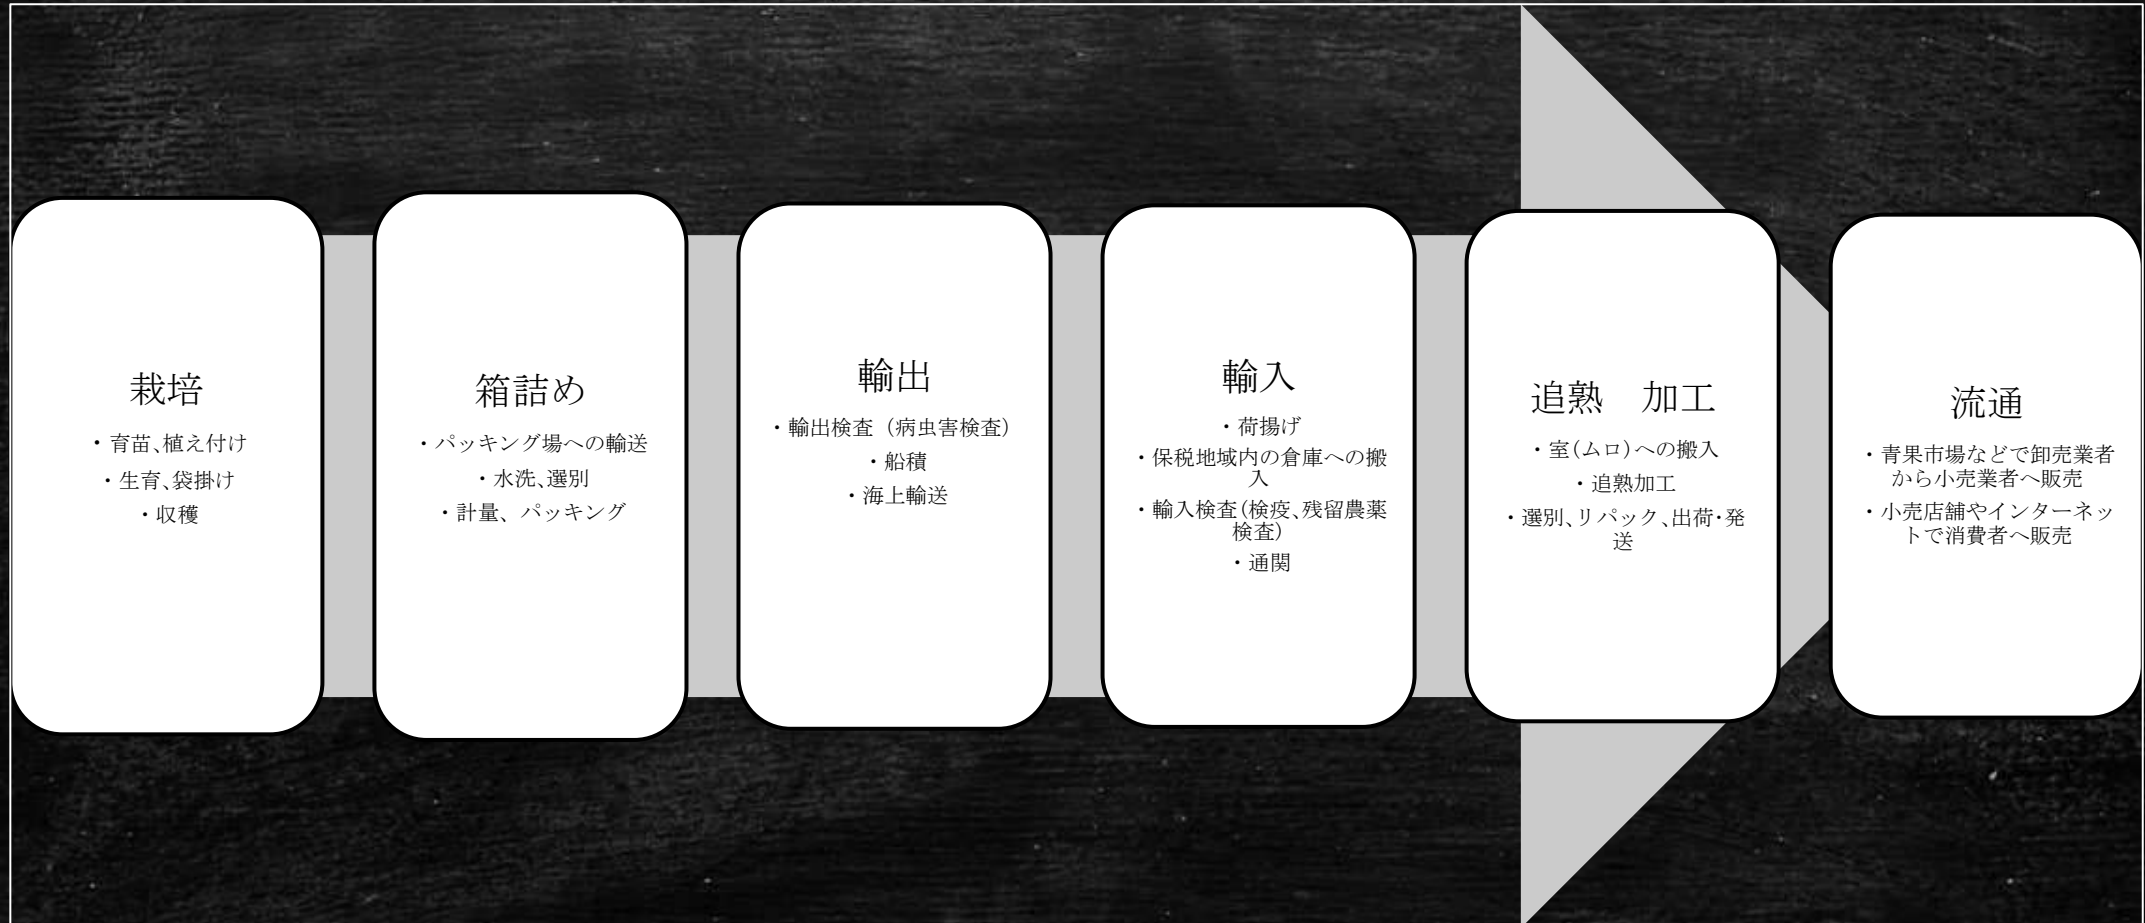 栽培
・育苗、植え付け
・生育、袋掛け
・収穫
箱詰め
・パッキング場への輸送
・水洗、選別
・計量、パッキング
輸出
・輸出検査（病虫害検査）
・船積
・海上輸送
輸入
・荷揚げ
・保税地域内の倉庫への搬
入
・輸入検査（検疫、残留農薬
検査）
・通関
追熟　加工
・室（ムロ）への搬入
・追熟加工
・選別、リパック、出荷・発
送
流通
・青果市場などで卸売業者
から小売業者へ販売
・小売店舗やインターネッ
トで消費者へ販売